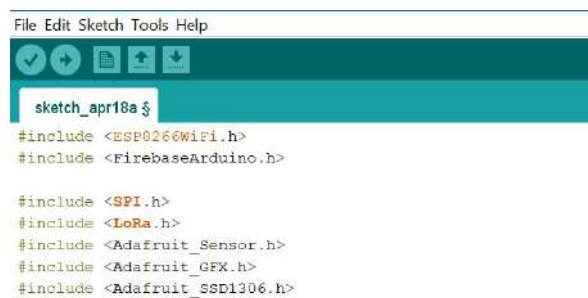 File Edit Sketch Tools Help
sketch_apr18a §
#include <ESP8266WiFi.h>
#include <FirebaseArduino.h>
#include <SPI.h>
#include <LoRa.h>
#include <Adafruit_Sensor.h>
#include <Adafruit_GFX.h>
#include <Adafruit_SSD1306.h>